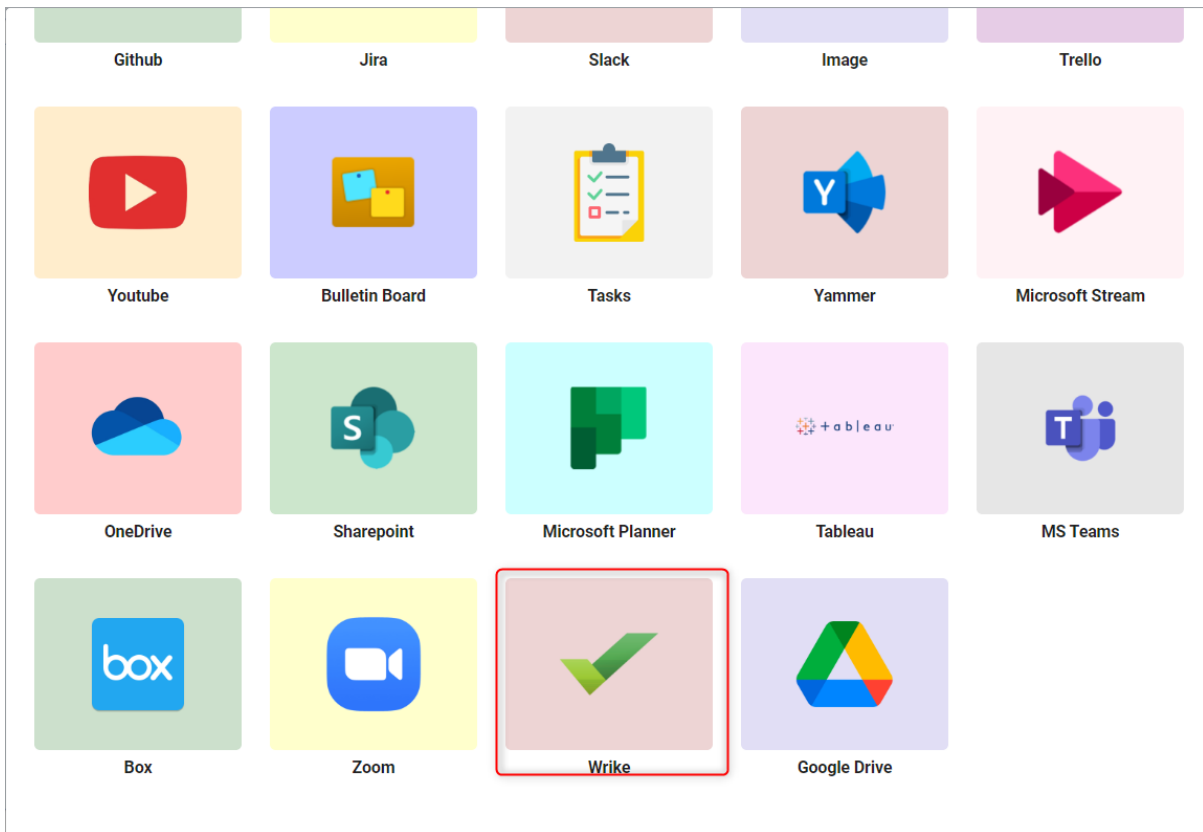 Github
Jira
Slack
Image
Trello
Youtube
Bulletin Board
Tasks
Y
Yammer
Microsoft Stream
OneDrive
S
Sharepoint
Microsoft Planner
+ableau
Tableau
T
MS Teams
box
Box
Zoom
Wrike
Google Drive